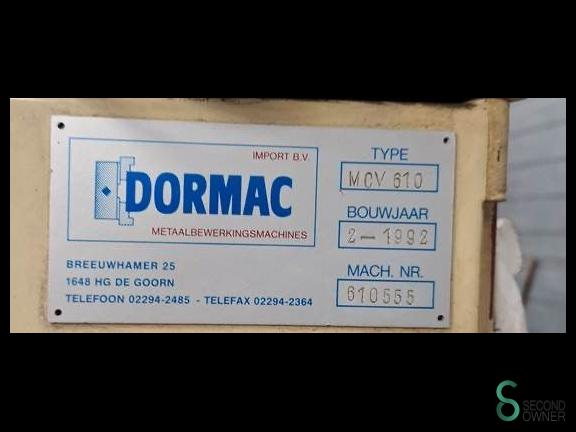 IMPORT B.V.
DORMAC
METAALBEWERKINGSMACHINES
BREEUWHAMER 25
1648 HG DE GOORN
TELEFOON 02294-2485 - TELEFAX 02294-2364
TYPE
MCV 610
BOUWJAAR
2-1992
MACH. NR.
610555
SECOND
OWNER